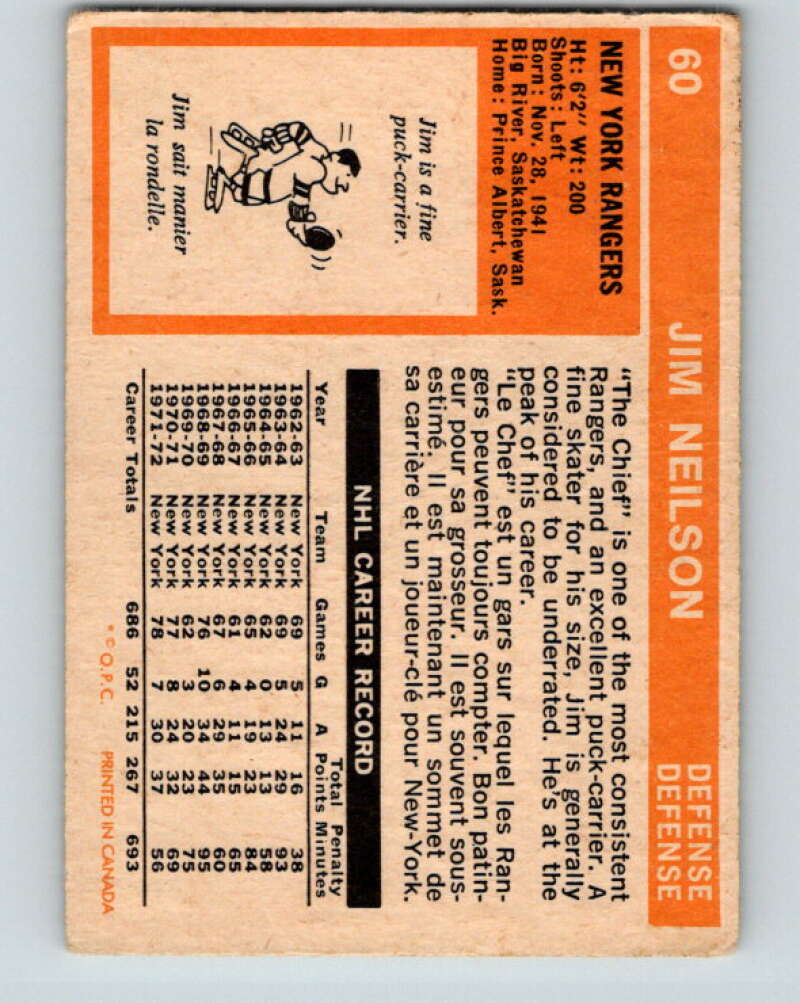 60 JIM NEILSON DEFENSE
DEFENSE
NEW YORK RANGERS
Ht: 6'2" Wt: 200
Shoots: Left
Born: Nov. 28, 1941
Big River, Saskatchewan
Home: Prince Albert, Sask.
Jim is a fine
puck-carrier.
Jim sait manier
la rondelle.
"The Chief" is one of the most consistent
Rangers, and an excellent puck-carrier. A
fine skater for his size, Jim is generally
considered to be underrated. He's at the
peak of his career.
"Le Chef" est un gars sur lequel les Ran-
gers peuvent toujours compter. Bon patin-
eur pour sa grosseur. Il est souvent sous-
estimé. Il est maintenant un sommet de
sa carrière et un joueur-clé pour New-York.
NHL CAREER RECORD
Total Penalty
Year Team Games G A Points Minutes
1962-63 New York 69 5 11 16 38
1963-64 New York 69 5 24 29 93
1964-65 New York 62 0 13 13 58
1965-66 New York 65 4 19 23 84
1966-67 New York 61 4 11 15 65
1967-68 New York 67 6 29 35 60
1968-69 New York 76 10 34 44 95
1969-70 New York 62 3 20 23 75
1970-71 New York 77 8 24 32 69
1971-72 New York 78 7 30 37 56
Career Totals 686 52 215 267 693
* © O.P.C. PRINTED IN CANADA